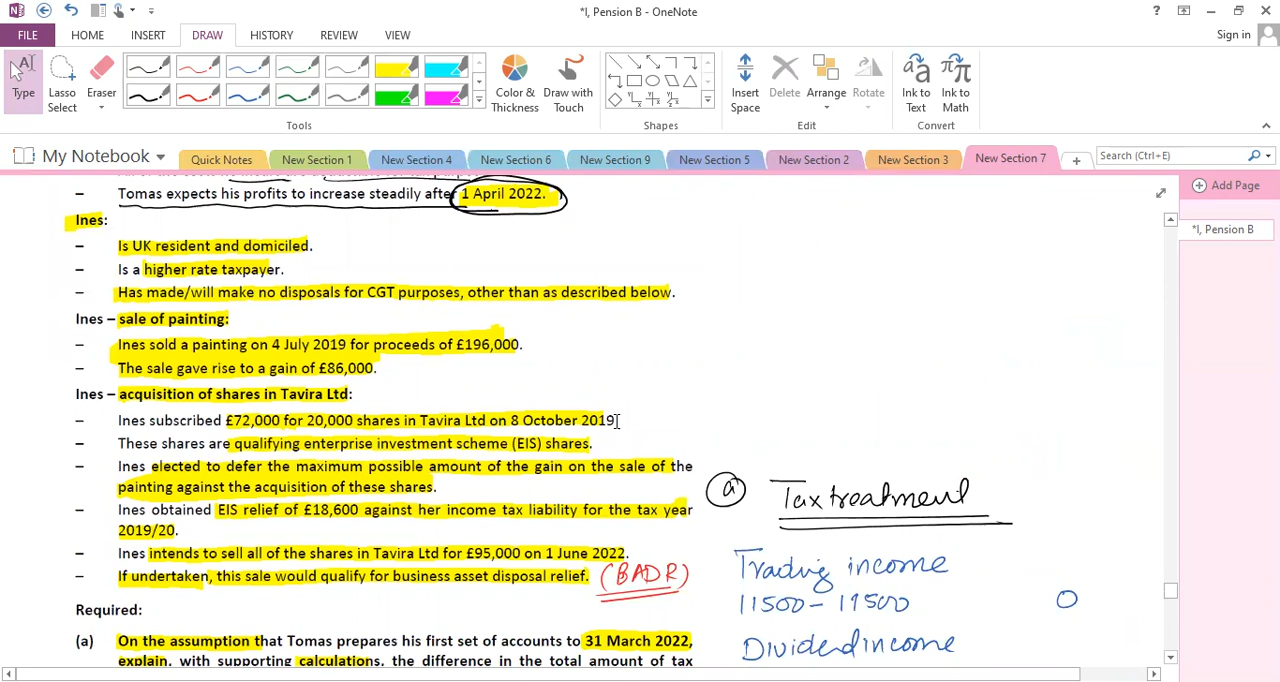 *I, Pension B - OneNote
?
FILE HOME INSERT DRAW HISTORY REVIEW VIEW
Sign in
Type
Lasso Select
Eraser
Color & Thickness
Draw with Touch
Insert Space
Delete
Arrange
Rotate
Ink to Text
Ink to Math
Tools
Shapes
Edit
Convert
My Notebook
Quick Notes New Section 1 New Section 4 New Section 6 New Section 9 New Section 5 New Section 2 New Section 3 New Section 7
Search (Ctrl+E)
Add Page
*I, Pension B
– Tomas expects his profits to increase steadily after 1 April 2022.
Ines:
– Is UK resident and domiciled.
– Is a higher rate taxpayer.
– Has made/will make no disposals for CGT purposes, other than as described below.
Ines – sale of painting:
– Ines sold a painting on 4 July 2019 for proceeds of £196,000.
– The sale gave rise to a gain of £86,000.
Ines – acquisition of shares in Tavira Ltd:
– Ines subscribed £72,000 for 20,000 shares in Tavira Ltd on 8 October 2019
– These shares are qualifying enterprise investment scheme (EIS) shares.
– Ines elected to defer the maximum possible amount of the gain on the sale of the
painting against the acquisition of these shares.
– Ines obtained EIS relief of £18,600 against her income tax liability for the tax year
2019/20.
– Ines intends to sell all of the shares in Tavira Ltd for £95,000 on 1 June 2022.
– If undertaken, this sale would qualify for business asset disposal relief. (BADR)
Required:
(a) On the assumption that Tomas prepares his first set of accounts to 31 March 2022,
explain, with supporting calculations, the difference in the total amount of tax
a Tax treatment
Trading income
11500 – 11500 0
Dividend income